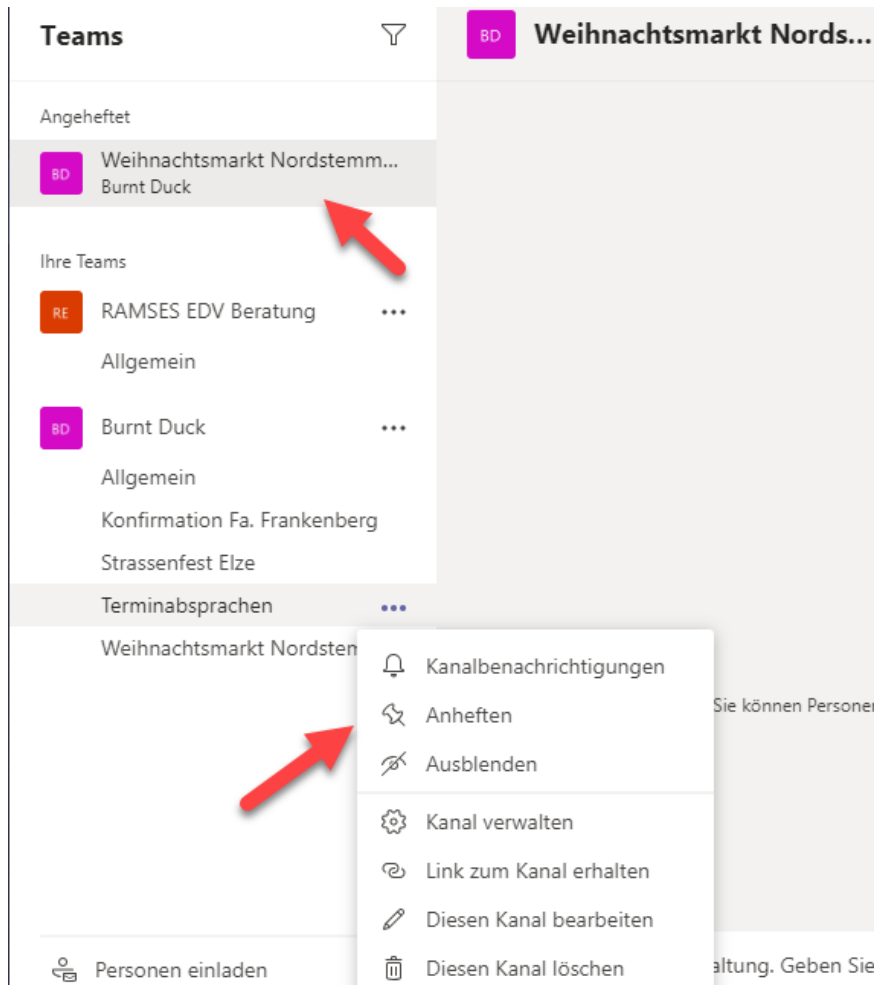 Teams
BD Weihnachtsmarkt Nords...
Angeheftet
BD Weihnachtsmarkt Nordstemm...
Burnt Duck
Ihre Teams
RE RAMSES EDV Beratung ...
Allgemein
BD Burnt Duck ...
Allgemein
Konfirmation Fa. Frankenberg
Strassenfest Elze
Terminabsprachen ...
Weihnachtsmarkt Nordstem
Kanalbenachrichtigungen
Sie können Personen
Anheften
Ausblenden
Kanal verwalten
Link zum Kanal erhalten
Diesen Kanal bearbeiten
Diesen Kanal löschen
Personen einladen
altung. Geben Sie